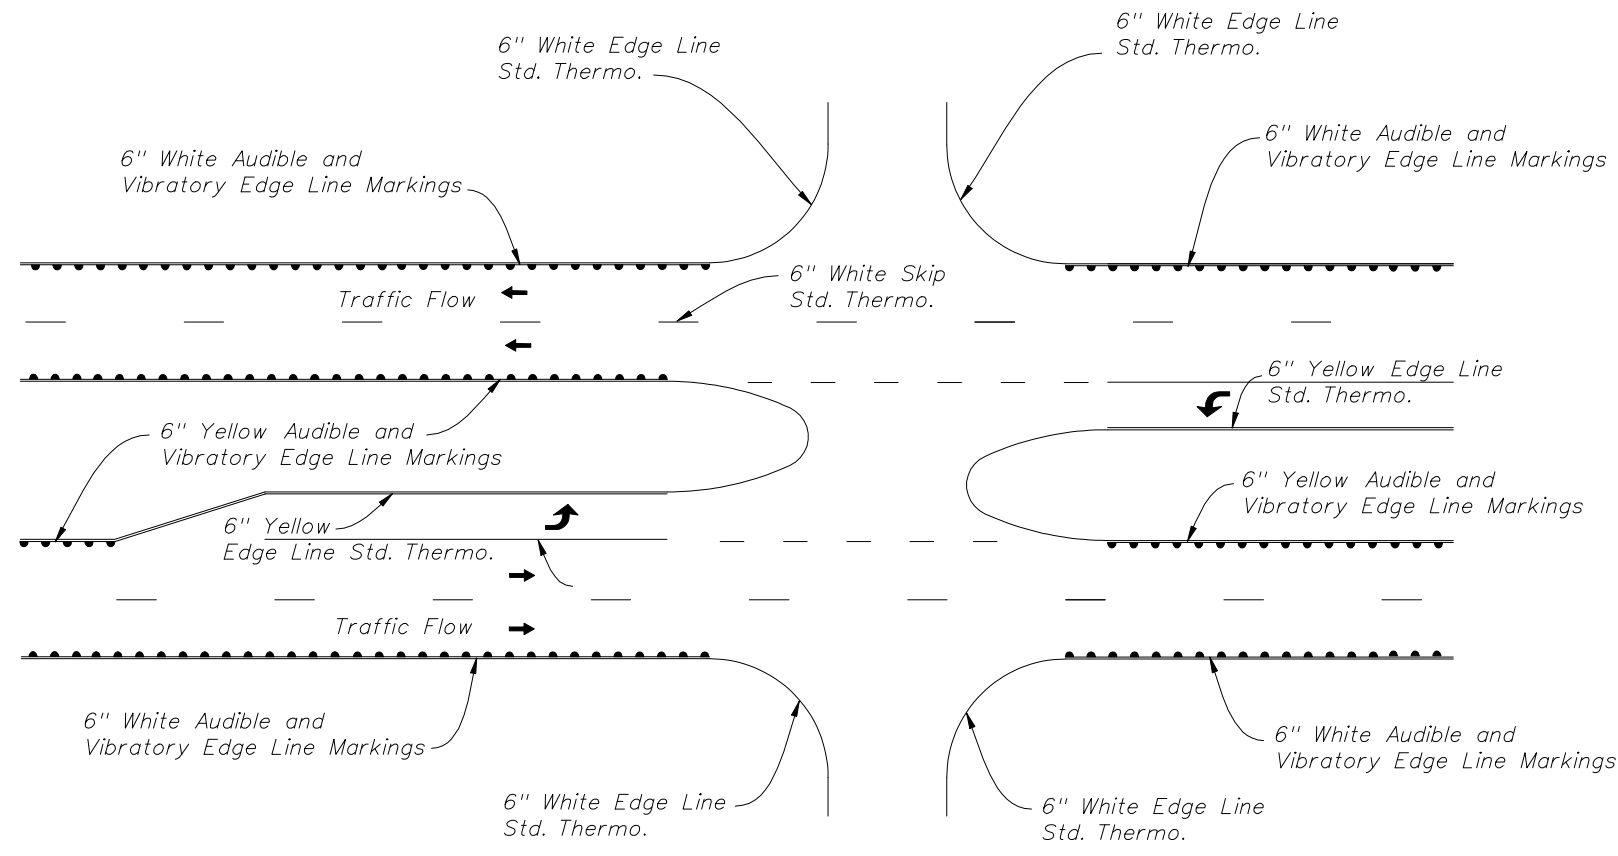 6" White Edge Line
Std. Thermo.
6" White Edge Line
Std. Thermo.
6" White Audible and
Vibratory Edge Line Markings
6" White Audible and
Vibratory Edge Line Markings
Traffic Flow
6" White Skip
Std. Thermo.
6" Yellow Edge Line
Std. Thermo.
6" Yellow Audible and
Vibratory Edge Line Markings
6" Yellow Audible and
Vibratory Edge Line Markings
6" Yellow
Edge Line Std. Thermo.
Traffic Flow
6" White Audible and
Vibratory Edge Line Markings
6" White Audible and
Vibratory Edge Line Markings
6" White Edge Line
Std. Thermo.
6" White Edge Line
Std. Thermo.